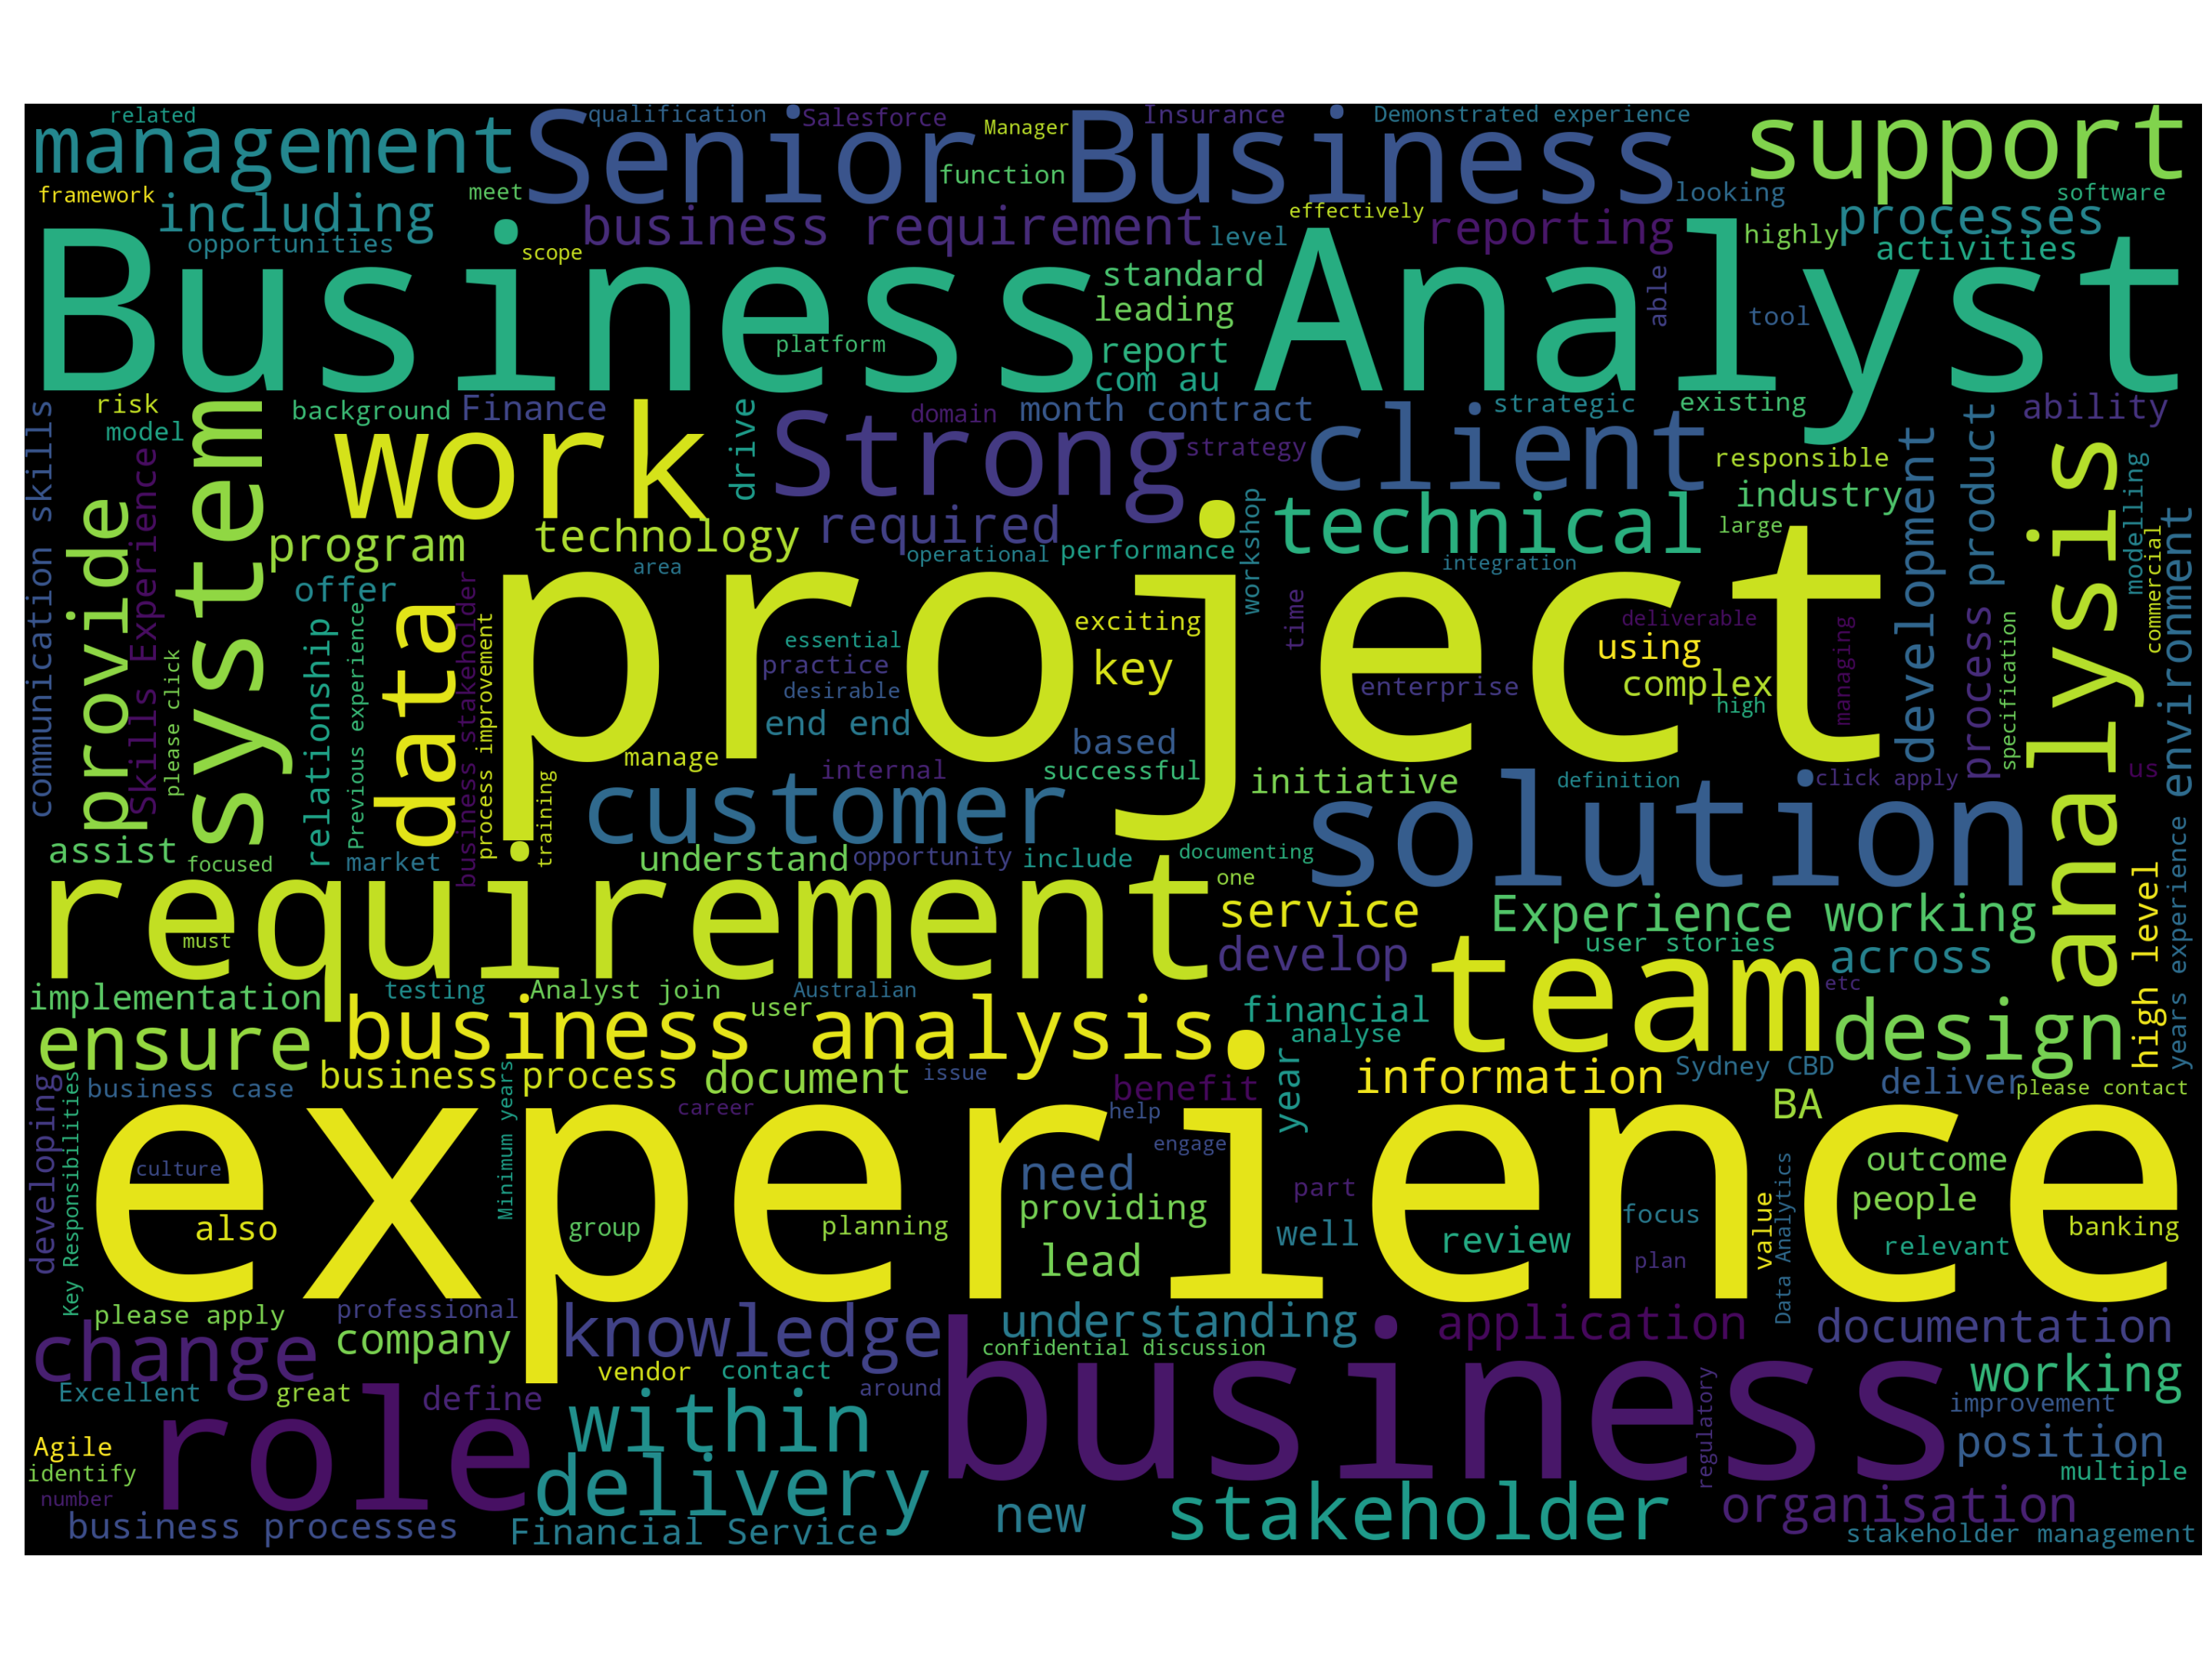 related
management
Senior Business
qualification
Salesforce
Manager
Insurance
Demonstrated experience
support
framework
including
meet
function
looking
software
opportunities
scope
business requirement
effectively
level
reporting
highly
processes
activities
Business Analyst
standard
leading
platform
report
com au
able
tool
risk
model
background
Finance
work
drive
Strong
domain
month contract
strategy
client
strategic
existing
ability
responsible
industry
communication skills
Skills Experience
provide
system
program
technology
required
operational
performance
workshop
technical
large
integration
development
process product
analysis
modelling
commercial
environment
offer
area
project
relationship
Previous experience
please click
data
business stakeholder
process improvement
training
essential
practice
desirable
end end
exciting
key
time
enterprise
deliverable
using
complex
high
managing
specification
manage
based
internal
successful
initiative
definition
click apply
us
customer
solution
assist
focused
market
understand
opportunity
include
documenting
one
requirement
must
service
develop
Experience working
user stories
across
high level
years experience
team
etc
implementation
testing
Analyst join
Australian
user
financial
analyse
ensure
business analysis
design
business case
business process
document
issue
benefit
year
information
Sydney CBD
BA
deliver
please contact
developing
Key Responsibilities
career
help
engage
experience
culture
Minimum years
also
group
planning
need
providing
lead
part
well
review
focus
plan
value
Data Analytics
outcome
people
relevant
banking
please apply
professional
change
company
knowledge
understanding
confidential discussion
application
documentation
vendor
contact
around
business
working
Excellent
great
define
within
regulatory
improvement
Agile
identify
role
delivery
position
multiple
number
business processes
Financial Service
new
stakeholder
organisation
stakeholder management